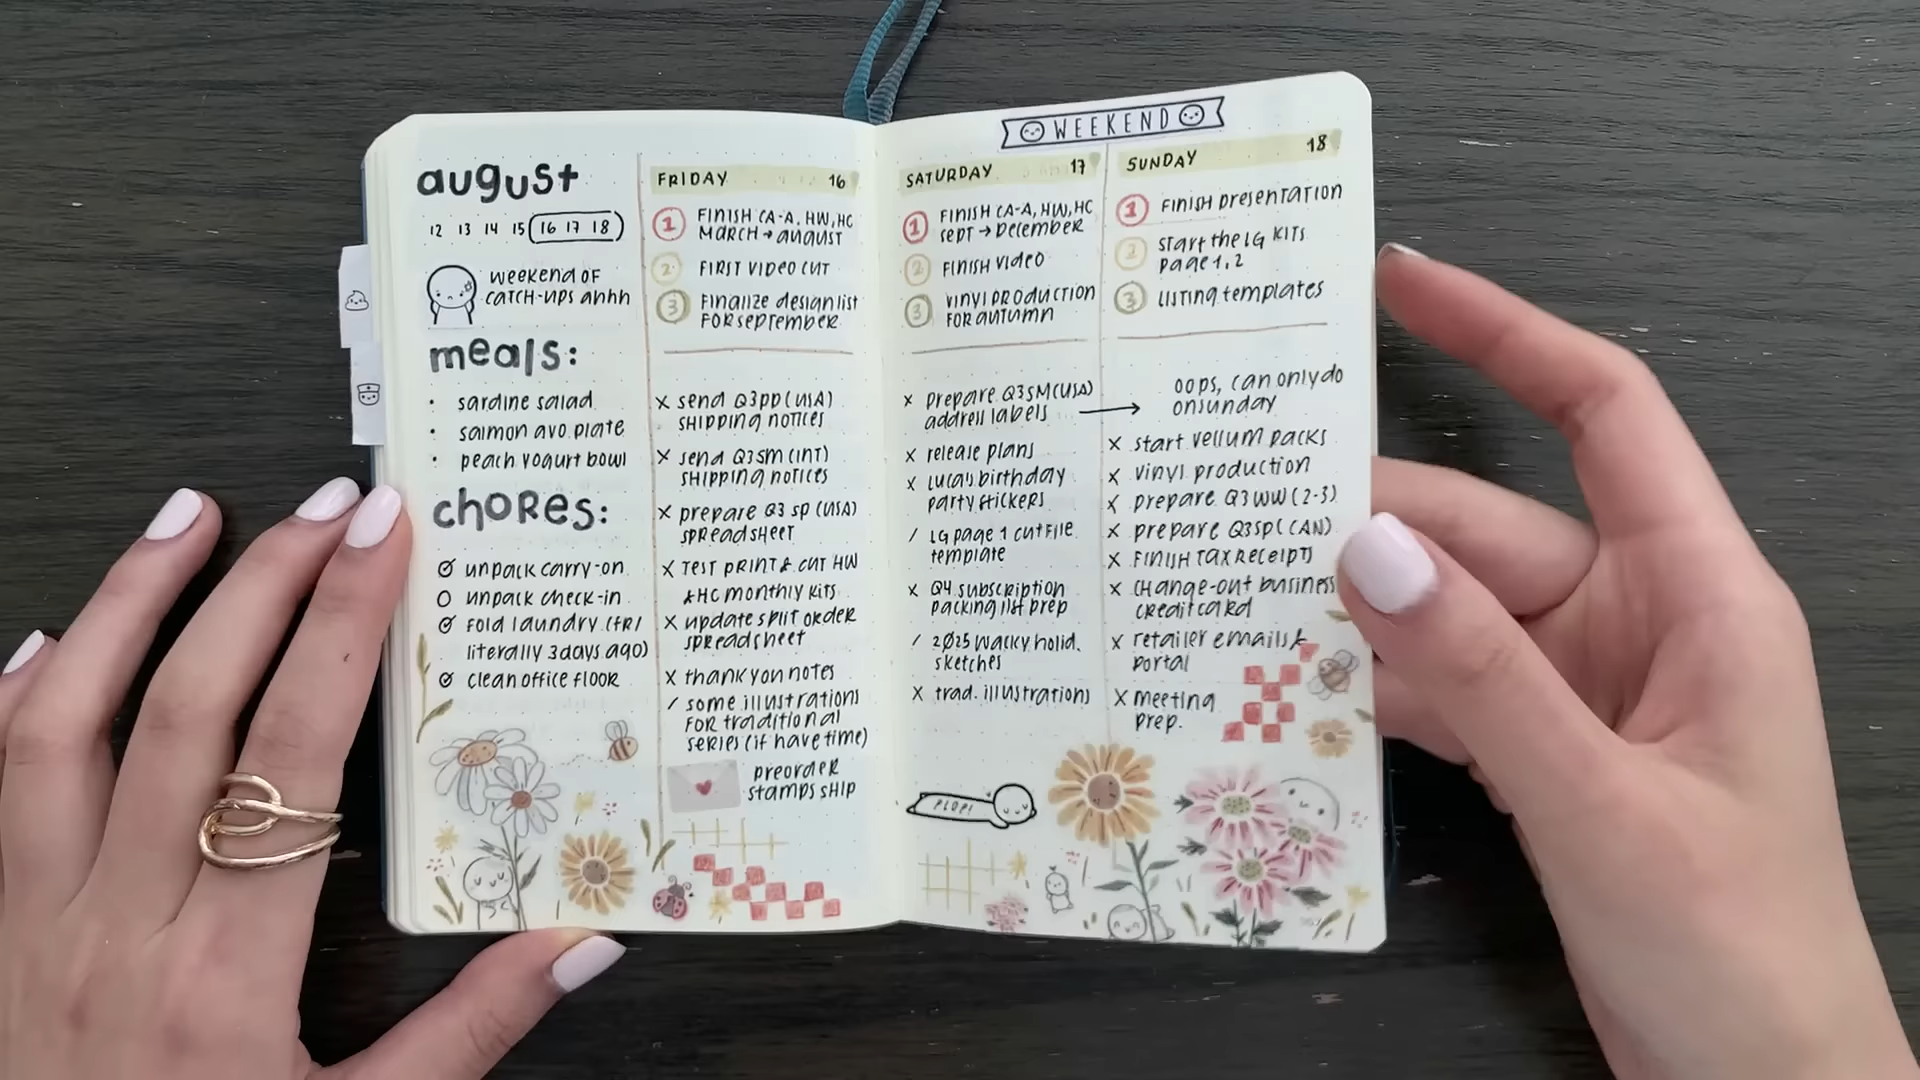 august
12 13 14 15 16 17 18
weekend of
catch-ups ahhh
meals:
• sardine salad
• salmon avo plate
• peach yogurt bowl
chores:
unpack carry-on
unpack check-in
fold laundry (fr/
literally 3 days ago)
clean office floor
FRIDAY 16
1 FINISH CA-A, HW, HC
MARCH → AUGUST
2 FIRST VIDEO CUT
3 Finalize design list
FOR september
x send Q3PP (USA)
shipping notices
x send Q3SM (INT)
shipping notices
x prepare Q3 SP (USA)
spreadsheet
x TEST PRINT & CUT HW
& HC monthly kits
x update split order
spreadsheet
x thank you notes
/ some illustrations
FOR traditional
series (if have time)
preorder
stamps ship
WEEKEND
SATURDAY 17
1 FINISH CA-A, HW, HC
SEPT → December
2 FINISH video
3 VINYL PRODUCTION
FOR autumn
x prepare Q3SM (USA)
address labels →
x release plans
x Luca's birthday
party stickers
/ LG page 1 cut file
template
x Q4 subscription
packing list prep
/ 2025 wacky holid.
sketches
x trad. illustrations
PLOP!
SUNDAY 18
1 FINISH presentation
2 Start the LG KITS
page 1, 2
3 Listing templates
oops, can only do
on sunday
x start vellum packs
x vinyl production
x prepare Q3WW (2-3)
x prepare Q3SP (CAN)
x FINISH tax receipts
x change-out business
credit card
x retailer emails &
portal
x meeting
prep.